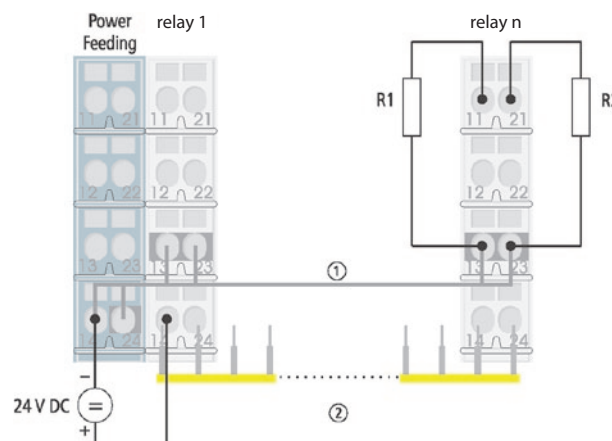 Power
Feeding
relay 1
relay n
11 21 11 21
11 21
R1
R2
12 22 12 22
12 22
13 23 13 23
13 23
①
14 24 14 24
14 24
−
24 V DC
=
+
②